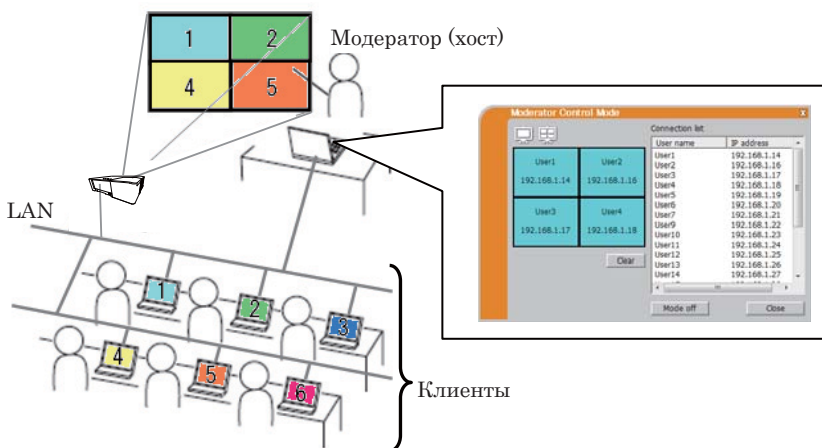 1 2
4 5
Модератор (хост)
LAN
1
2
3
4
5
6
Клиенты
Moderator Control Mode X
Connection list
User name IP address
User1 192.168.1.14
User2 192.168.1.16
User3 192.168.1.17
User4 192.168.1.18
User5 192.168.1.19
User6 192.168.1.20
User7 192.168.1.21
User9 192.168.1.22
User10 192.168.1.23
User11 192.168.1.24
User12 192.168.1.25
User13 192.168.1.26
User14 192.168.1.27
User1 User2
192.168.1.14 192.168.1.16
User3 User4
192.168.1.17 192.168.1.18
Clear
Mode off Close